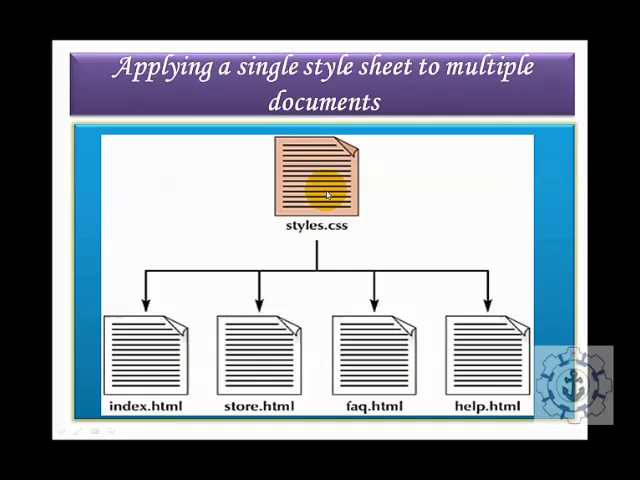 Applying a single style sheet to multiple
documents
styles.css
index.html
store.html
faq.html
help.html